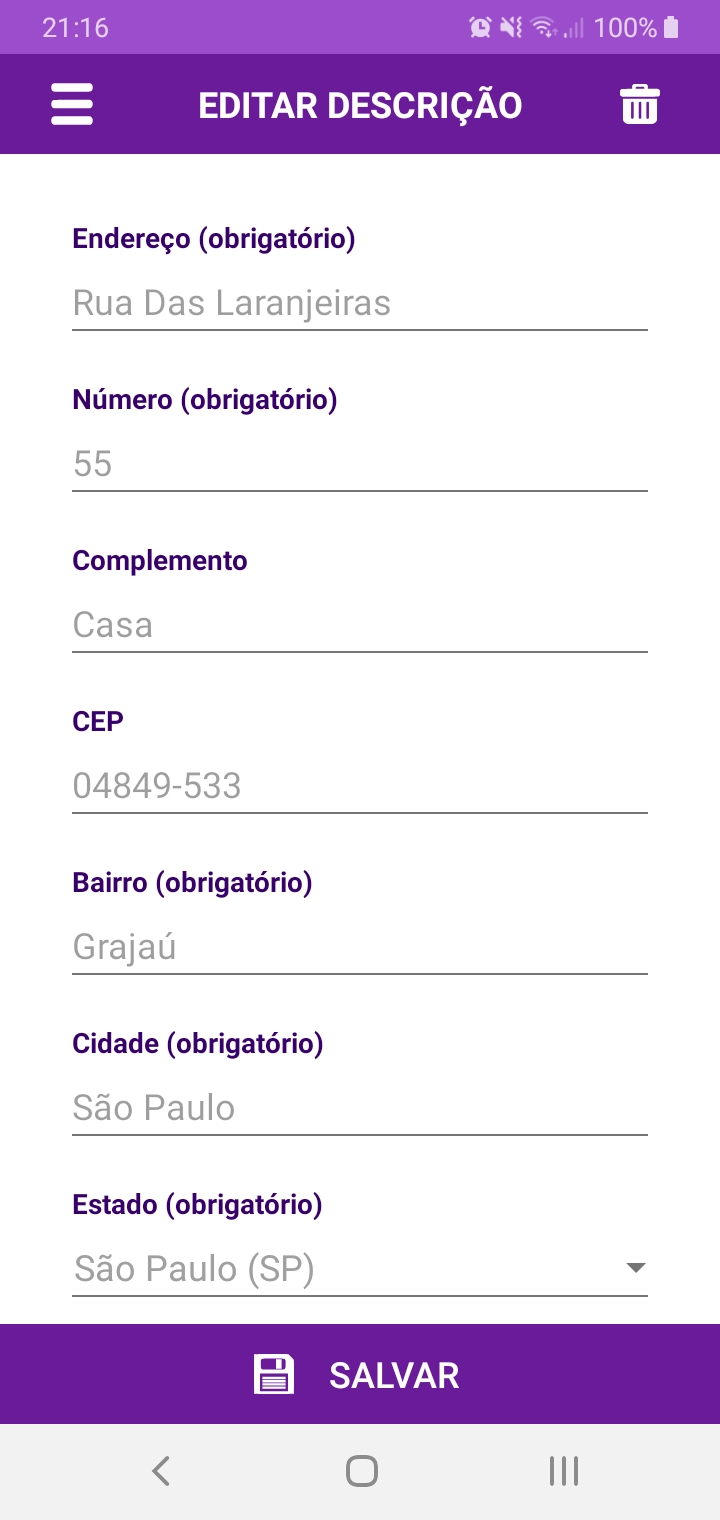 21:16 100%
EDITAR DESCRIÇÃO
Endereço (obrigatório)
Rua Das Laranjeiras
Número (obrigatório)
55
Complemento
Casa
CEP
04849-533
Bairro (obrigatório)
Grajaú
Cidade (obrigatório)
São Paulo
Estado (obrigatório)
São Paulo (SP)
SALVAR